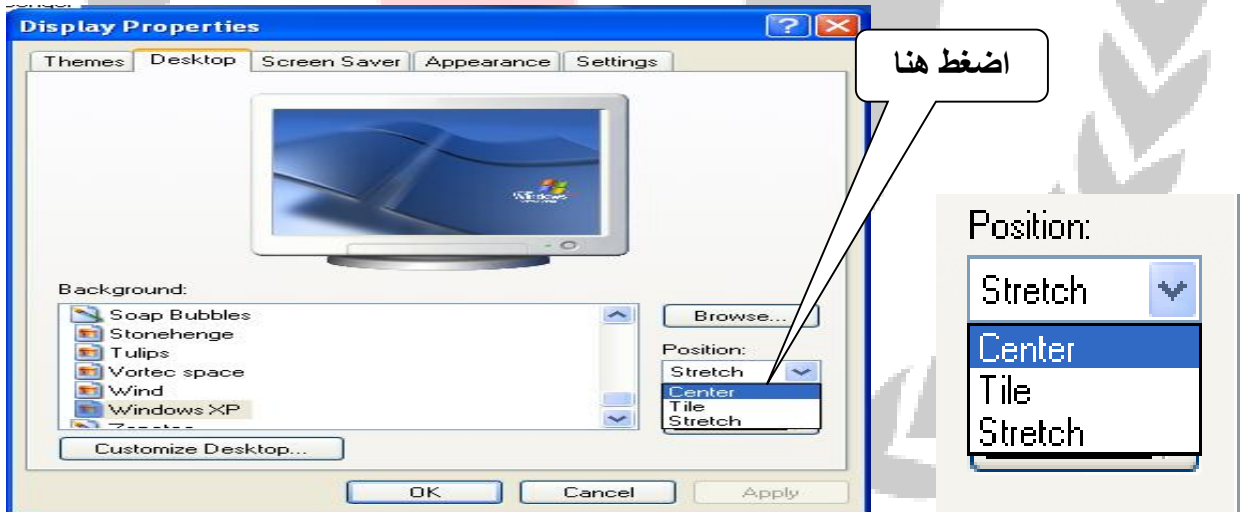 Display Properties
اضغط هنا
Themes Desktop Screen Saver Appearance Settings
Windows
Background:
Soap Bubbles
Stonehenge
Tulips
Vortec space
Wind
Windows XP
Browse...
Position:
Stretch
Center
Tile
Stretch
Customize Desktop...
OK Cancel Apply
Position:
Stretch
Center
Tile
Stretch